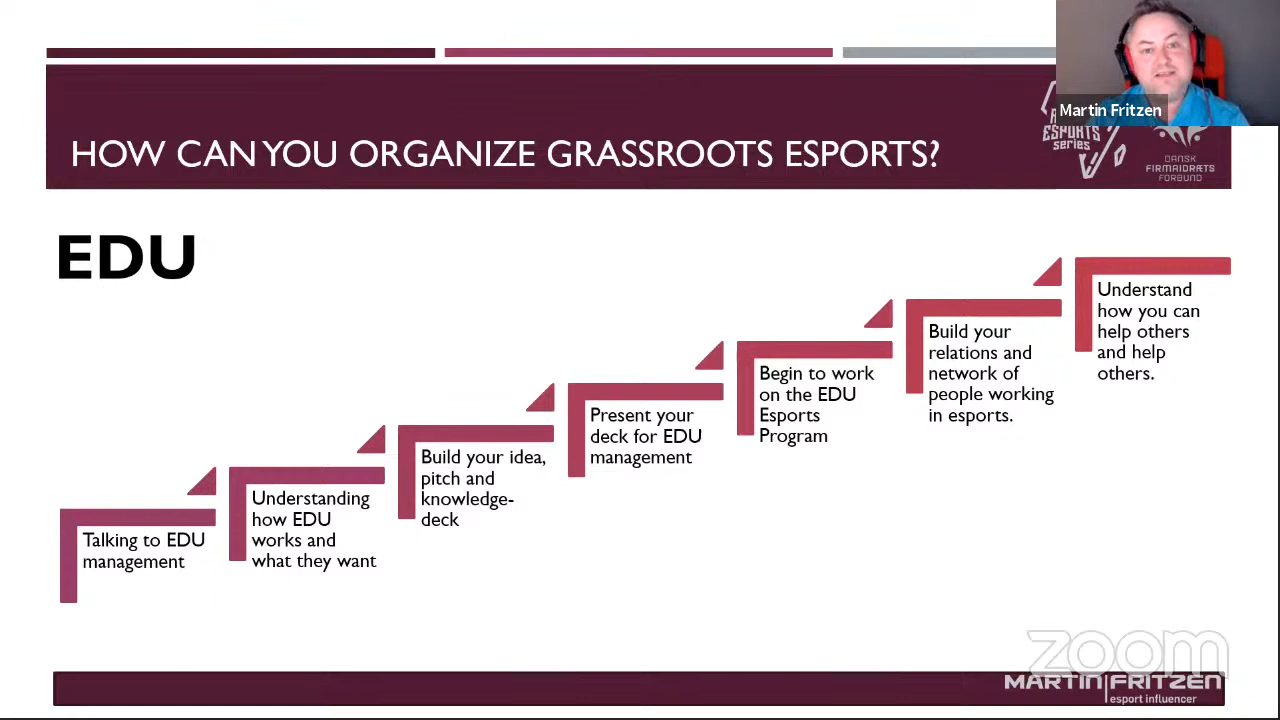 Martin Fritzen
HOW CAN YOU ORGANIZE GRASSROOTS ESPORTS?
ESPORTS
series
DANSK
FIRMAIDRÆTS
FORBUND
EDU
Talking to EDU
management
Understanding
how EDU
works and
what they want
Build your idea,
pitch and
knowledge-
deck
Present your
deck for EDU
management
Begin to work
on the EDU
Esports
Program
Build your
relations and
network of
people working
in esports.
Understand
how you can
help others
and help
others.
zoom
MARTIN FRITZEN
esport influencer